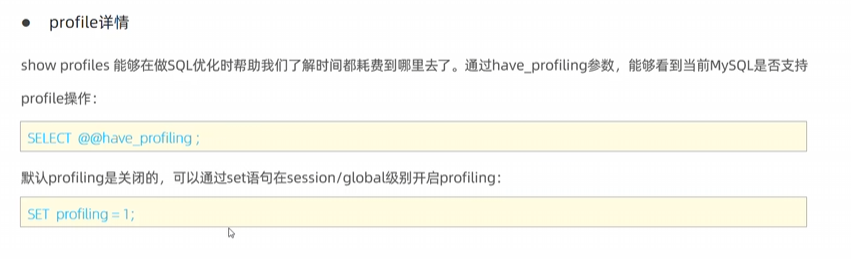 ● profile详情
show profiles 能够在做SQL优化时帮助我们了解时间都耗费到哪里去了。通过have_profiling参数，能够看到当前MySQL是否支持
profile操作：
SELECT @@have_profiling ;
默认profiling是关闭的，可以通过set语句在session/global级别开启profiling：
SET profiling = 1;